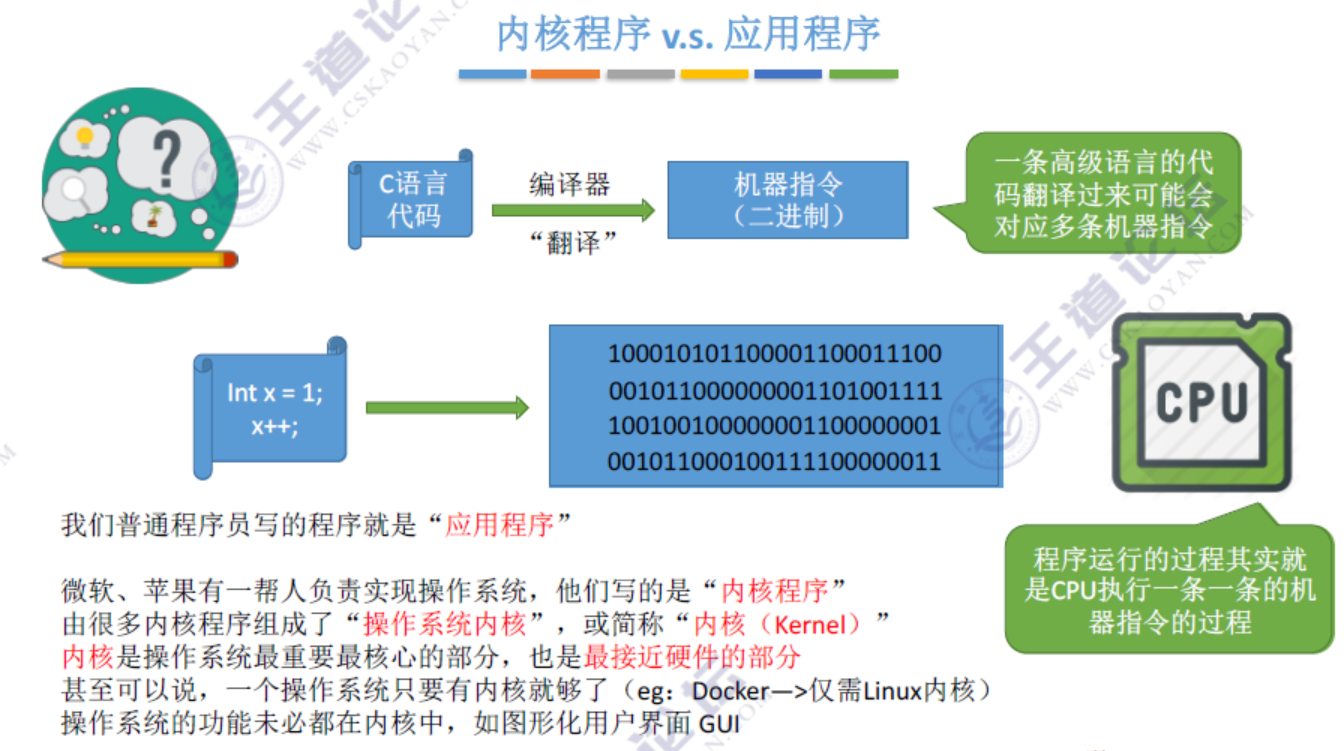 内核程序 v.s. 应用程序
C语言
代码
编译器
“翻译”
机器指令
（二进制）
一条高级语言的代
码翻译过来可能会
对应多条机器指令
Int x = 1;
x++;
100010101100001100011100
001011000000001101001111
100100100000001100000001
001011000100111100000011
CPU
程序运行的过程其实就
是CPU执行一条一条的机
器指令的过程
我们普通程序员写的程序就是“应用程序”
微软、苹果有一帮人负责实现操作系统，他们写的是“内核程序”
由很多内核程序组成了“操作系统内核”，或简称“内核（Kernel）”
内核是操作系统最重要最核心的部分，也是最接近硬件的部分
甚至可以说，一个操作系统只要有内核就够了（eg：Docker—>仅需Linux内核）
操作系统的功能未必都在内核中，如图形化用户界面 GUI
王道论坛
WWW.CSKAOYAN.COM